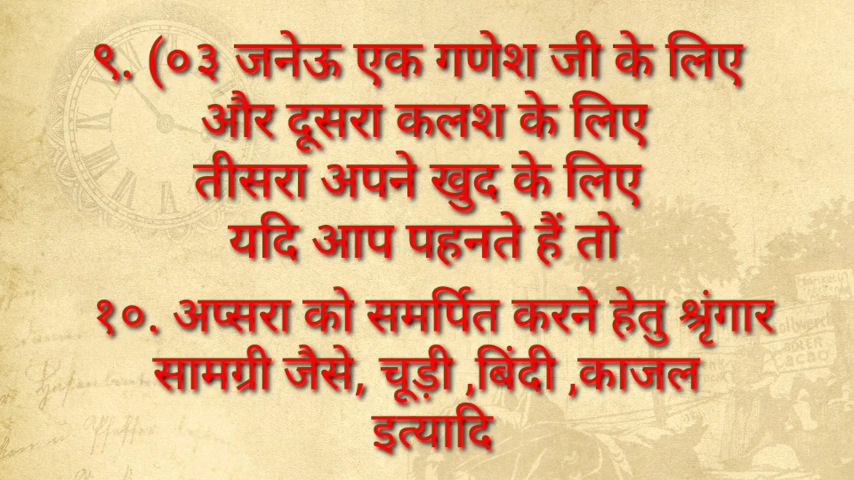 ९. (०३ जनेऊ एक गणेश जी के लिए
और दूसरा कलश के लिए
तीसरा अपने खुद के लिए
यदि आप पहनते हैं तो
१०. अप्सरा को समर्पित करने हेतु श्रृंगार
सामग्री जैसे, चूड़ी ,बिंदी ,काजल
इत्यादि